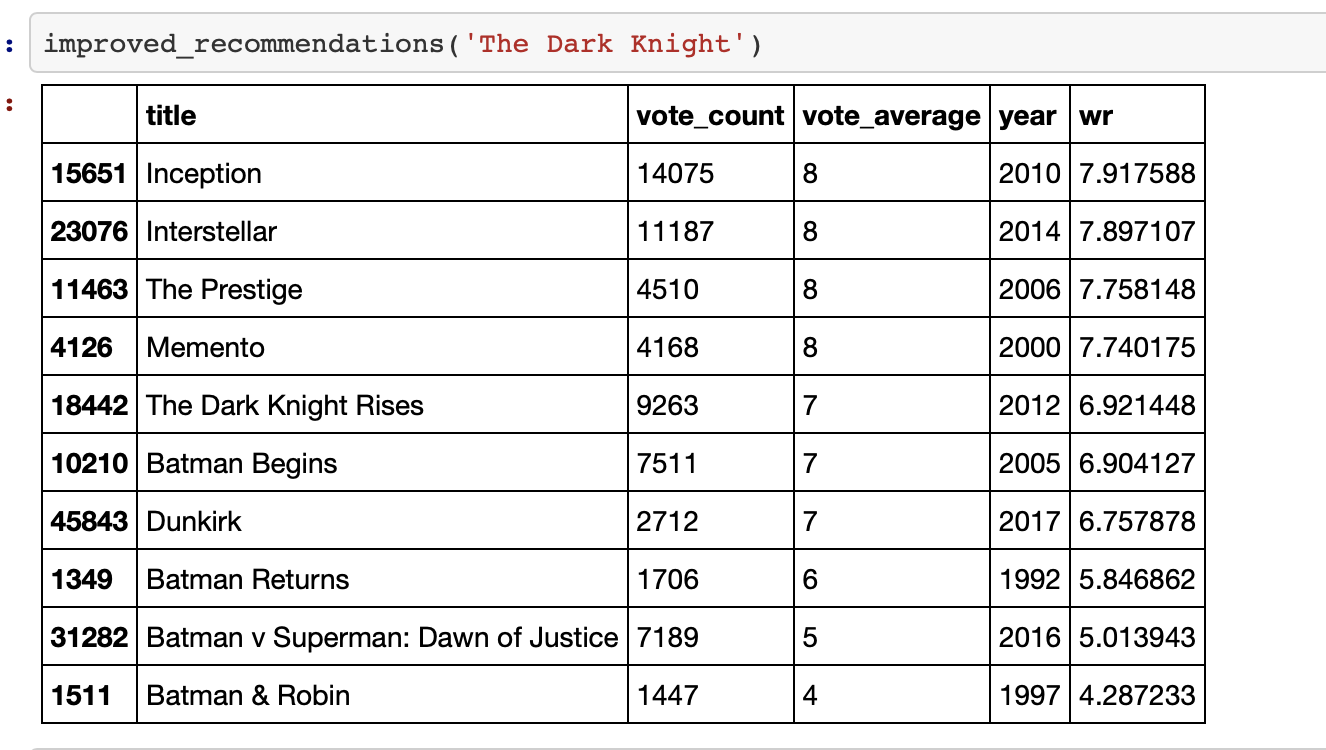 : improved_recommendations('The Dark Knight')
:
title vote_count vote_average year wr
15651 Inception 14075 8 2010 7.917588
23076 Interstellar 11187 8 2014 7.897107
11463 The Prestige 4510 8 2006 7.758148
4126 Memento 4168 8 2000 7.740175
18442 The Dark Knight Rises 9263 7 2012 6.921448
10210 Batman Begins 7511 7 2005 6.904127
45843 Dunkirk 2712 7 2017 6.757878
1349 Batman Returns 1706 6 1992 5.846862
31282 Batman v Superman: Dawn of Justice 7189 5 2016 5.013943
1511 Batman & Robin 1447 4 1997 4.287233